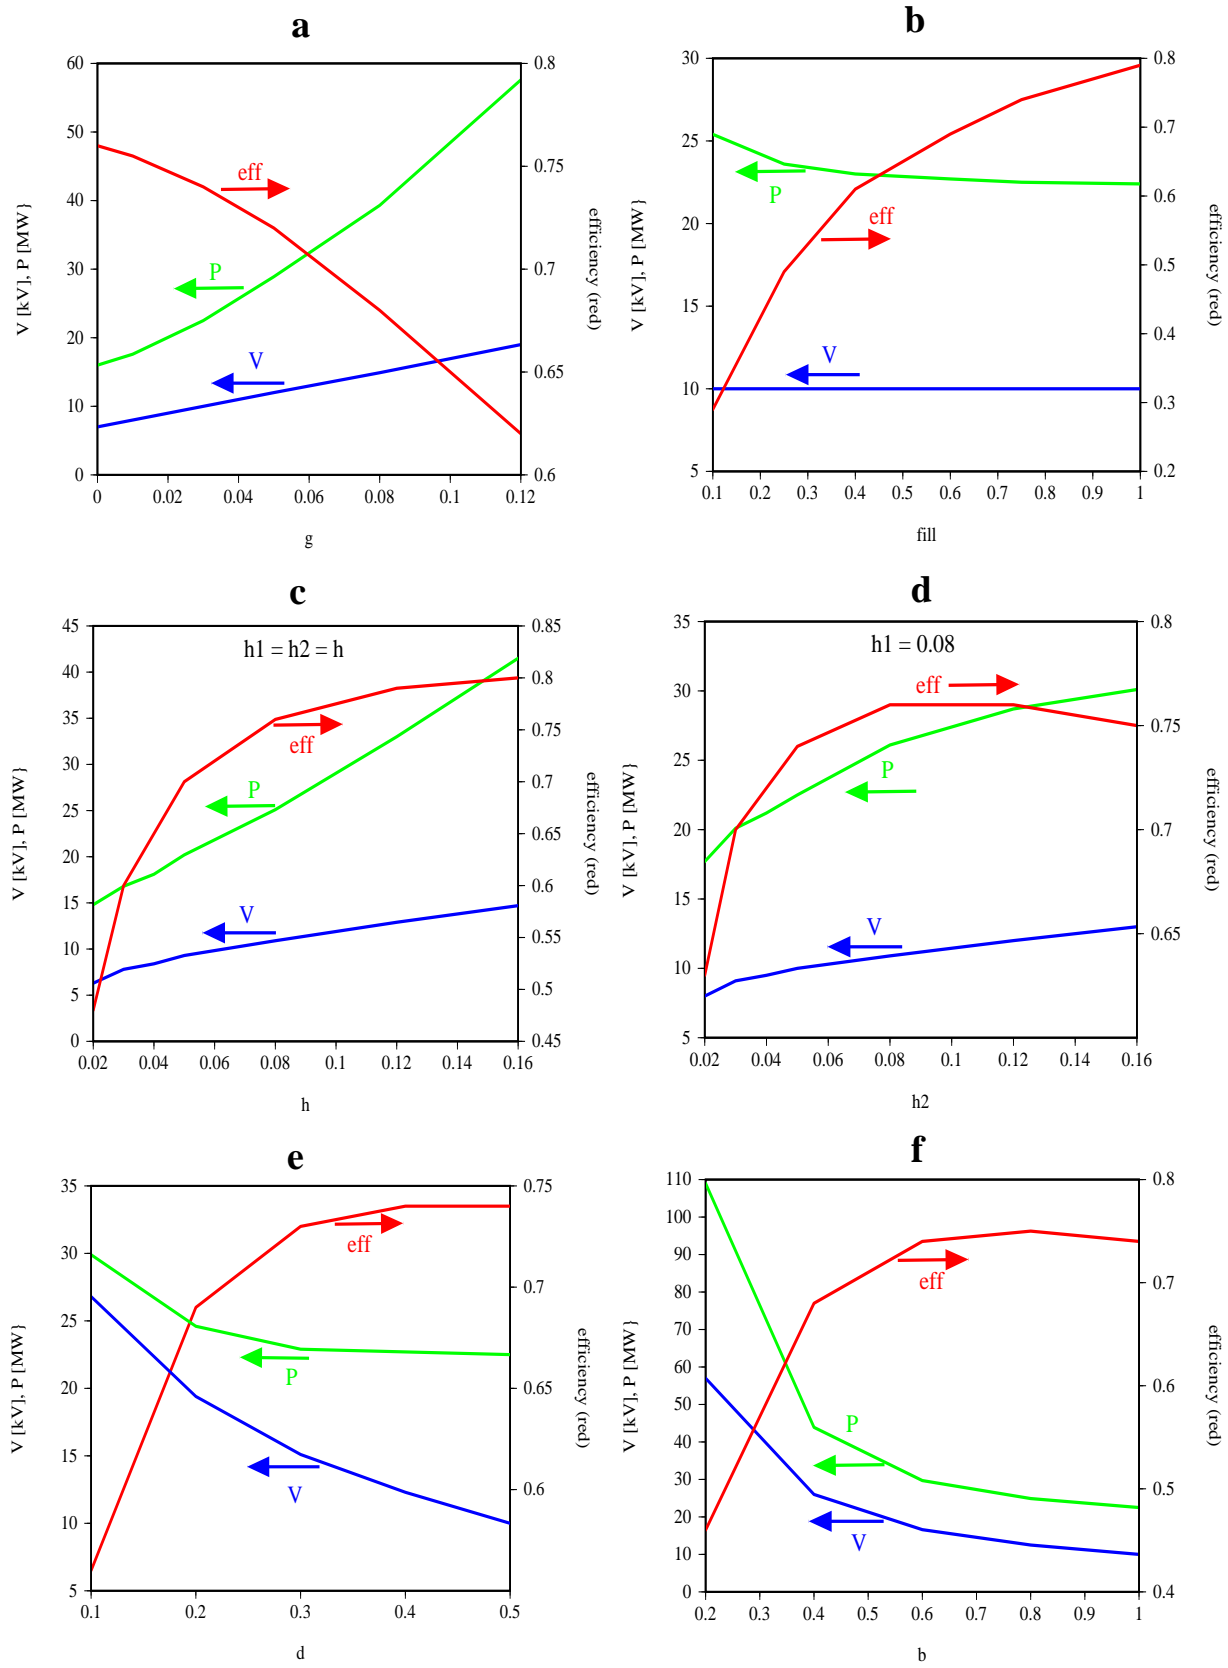 a
60
50
40
30
20
10
0
0.8
0.75
0.7
0.65
0.6
0
0.02
0.04
0.06
0.08
0.1
0.12
V [kV], P [MW}
efficiency (red)
eff
P
V
g
b
30
25
20
15
10
5
0.8
0.7
0.6
0.5
0.4
0.3
0.2
0.1
0.2
0.3
0.4
0.5
0.6
0.7
0.8
0.9
1
V [kV], P [MW}
efficiency (red)
P
eff
V
fill
c
h1 = h2 = h
45
40
35
30
25
20
15
10
5
0
0.85
0.8
0.75
0.7
0.65
0.6
0.55
0.5
0.45
0.02
0.04
0.06
0.08
0.1
0.12
0.14
0.16
V [kV], P [MW}
efficiency (red)
eff
P
V
h
d
h1 = 0.08
35
30
25
20
15
10
5
0.8
0.75
0.7
0.65
0.02
0.04
0.06
0.08
0.1
0.12
0.14
0.16
V [kV], P [MW}
efficiency (red)
eff
P
V
h2
e
35
30
25
20
15
10
5
0.75
0.7
0.65
0.6
0.1
0.2
0.3
0.4
0.5
V [kV], P [MW}
efficiency (red)
eff
P
V
d
f
110
100
90
80
70
60
50
40
30
20
10
0
0.8
0.7
0.6
0.5
0.4
0.2
0.3
0.4
0.5
0.6
0.7
0.8
0.9
1
V [kV], P [MW}
efficiency (red)
eff
P
V
b